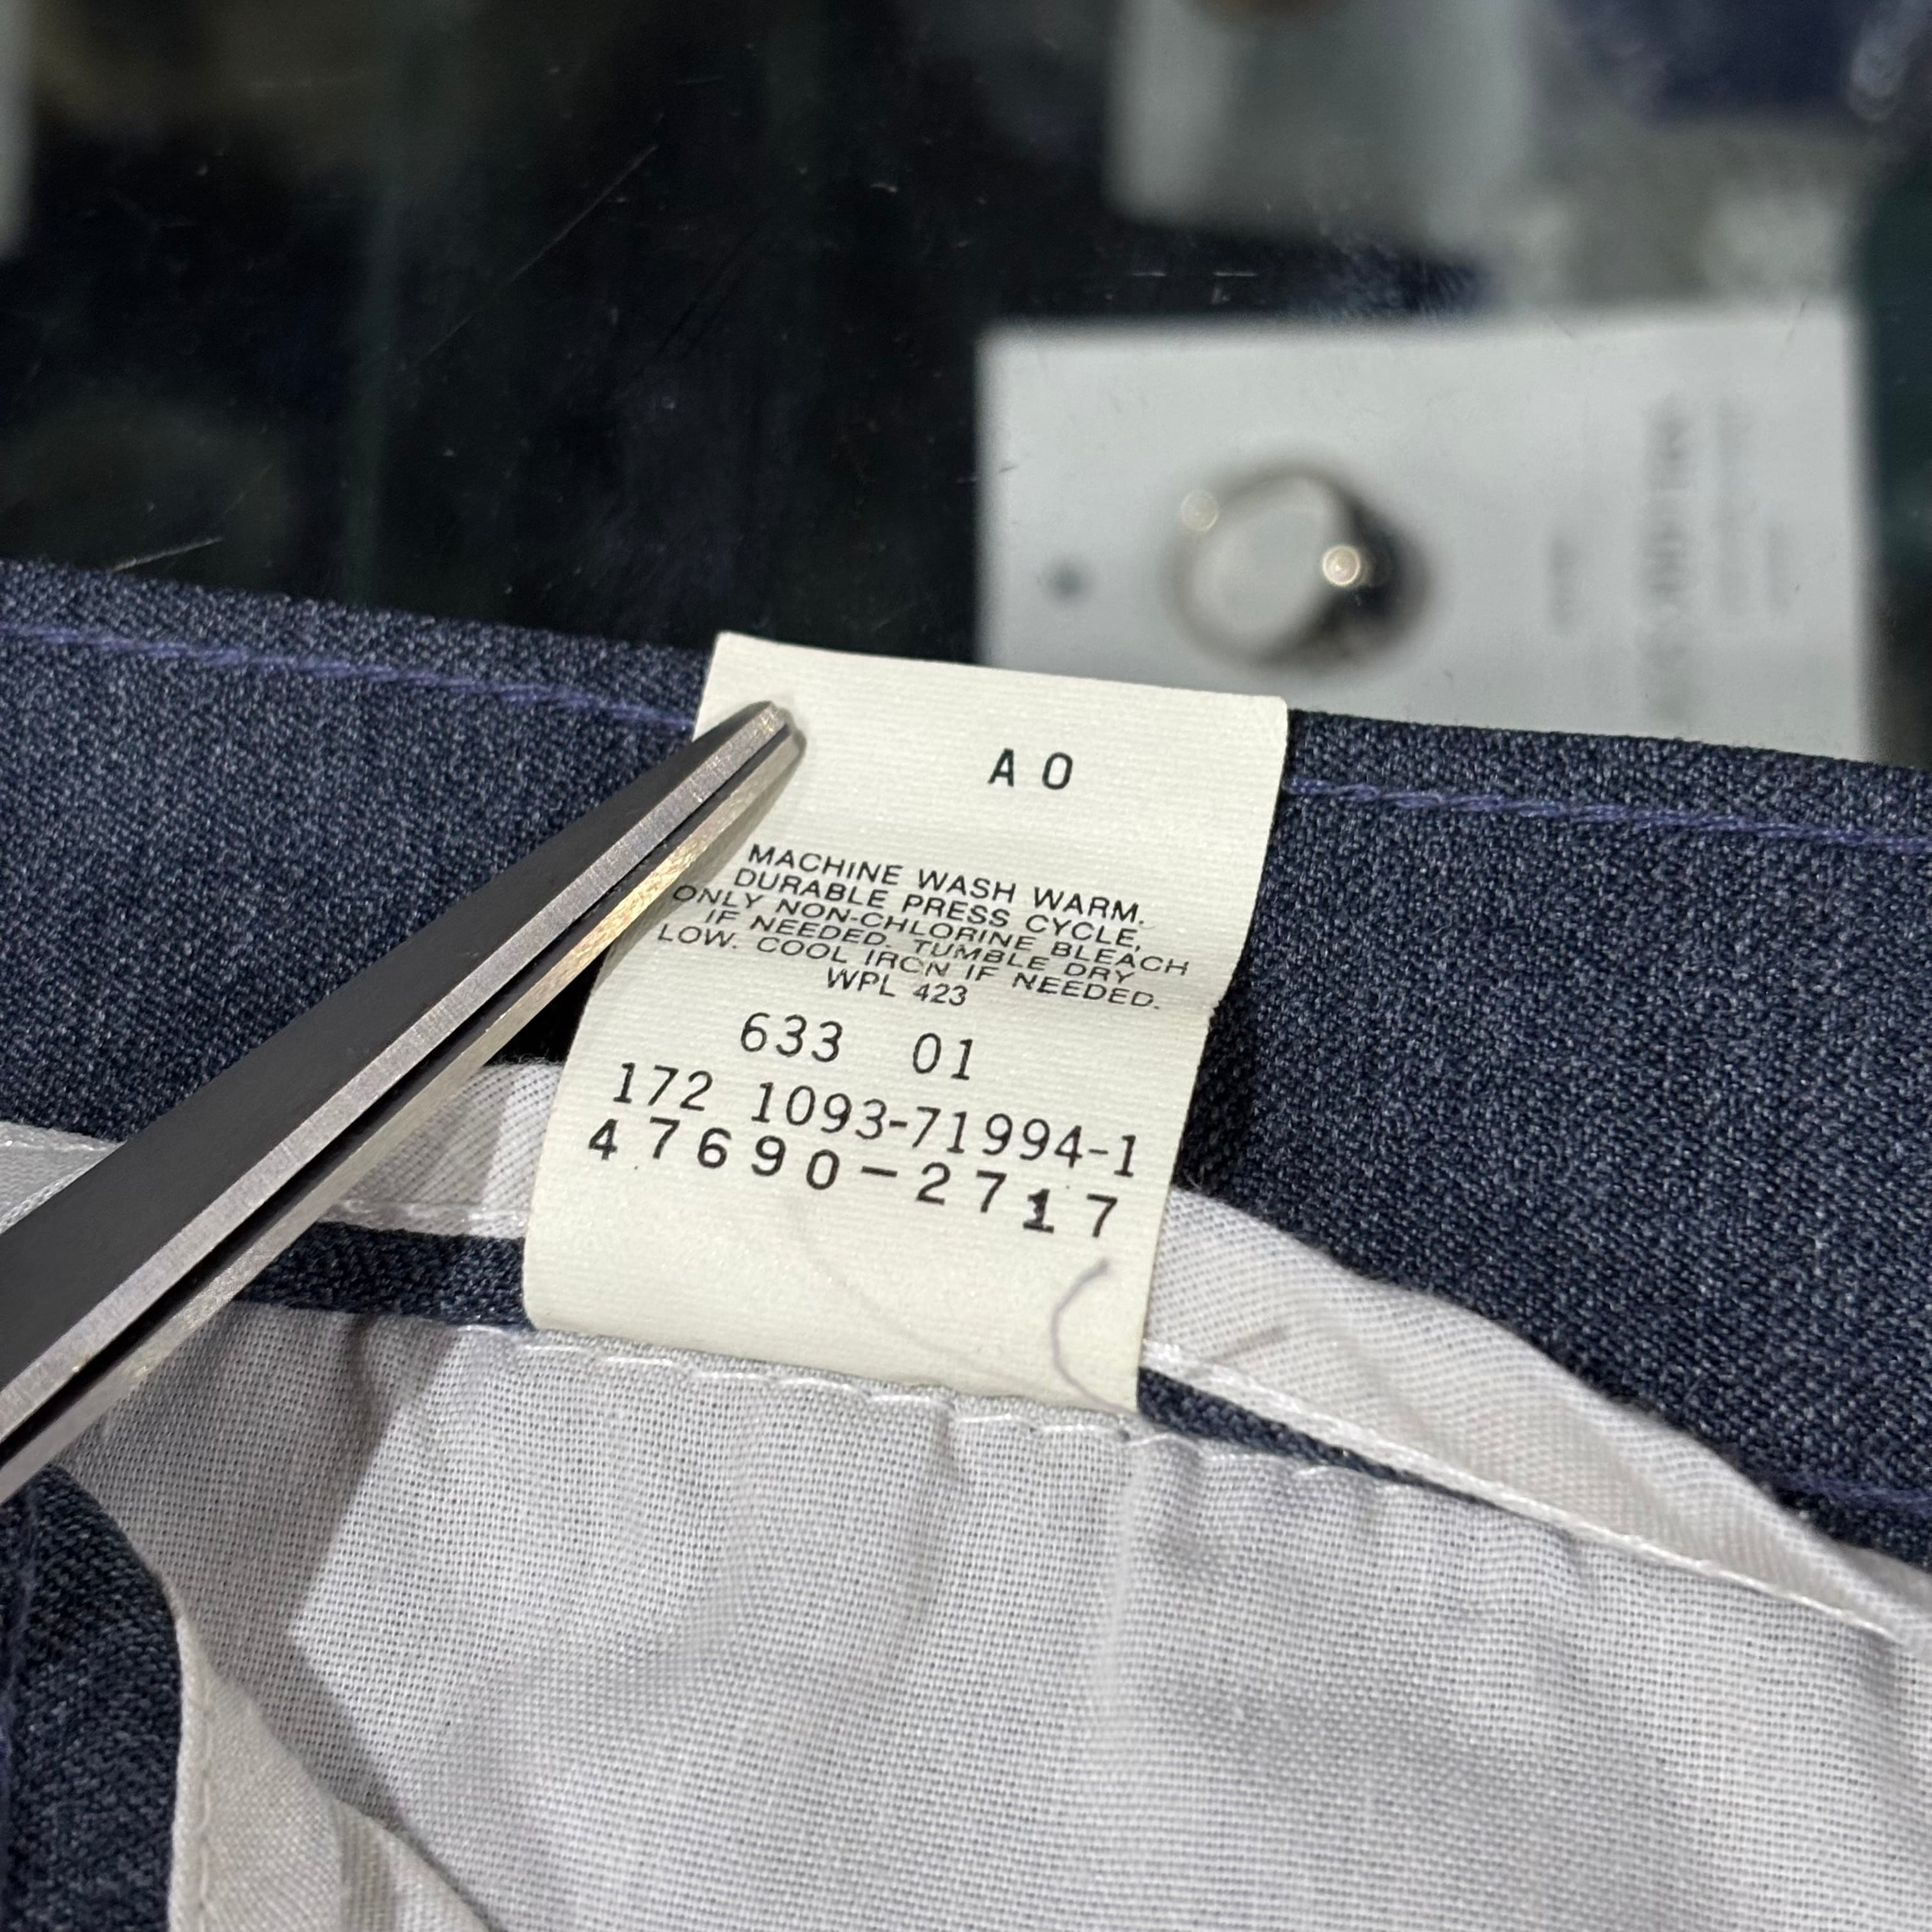 A O
MACHINE WASH WARM.
DURABLE PRESS CYCLE,
ONLY NON-CHLORINE BLEACH
IF NEEDED. TUMBLE DRY
LOW. COOL IRON IF NEEDED.
WPL 423
633 01
172 1093-71994-1
47690-2717